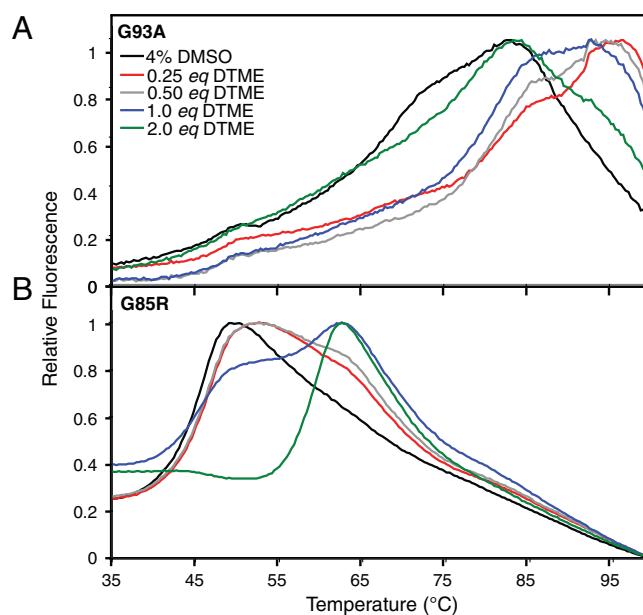 A
G93A
4% DMSO
0.25 eq DTME
0.50 eq DTME
1.0 eq DTME
2.0 eq DTME
1
0.8
0.6
0.4
0.2
0
Relative Fluorescence
B
G85R
1
0.8
0.6
0.4
0.2
0
35 45 55 65 75 85 95
Temperature (°C)